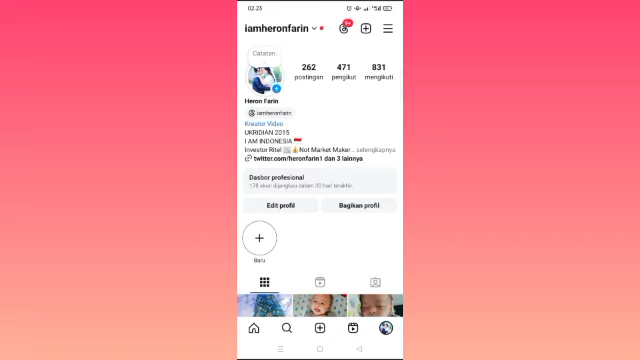 02.23
iamheronfarin
9+
Catatan.
262 471 831
postingan pengikut mengikuti
Heron Farin
iamheronfarin
Kreator Video
UKRIDIAN 2015
I AM INDONESIA 🇮🇩
Investor Ritel 📈💰Not Market Maker... selengkapnya
twitter.com/heronfarin1 dan 3 lainnya
Dasbor profesional
178 akun dijangkau dalam 30 hari terakhir.
Edit profil Bagikan profil
Baru